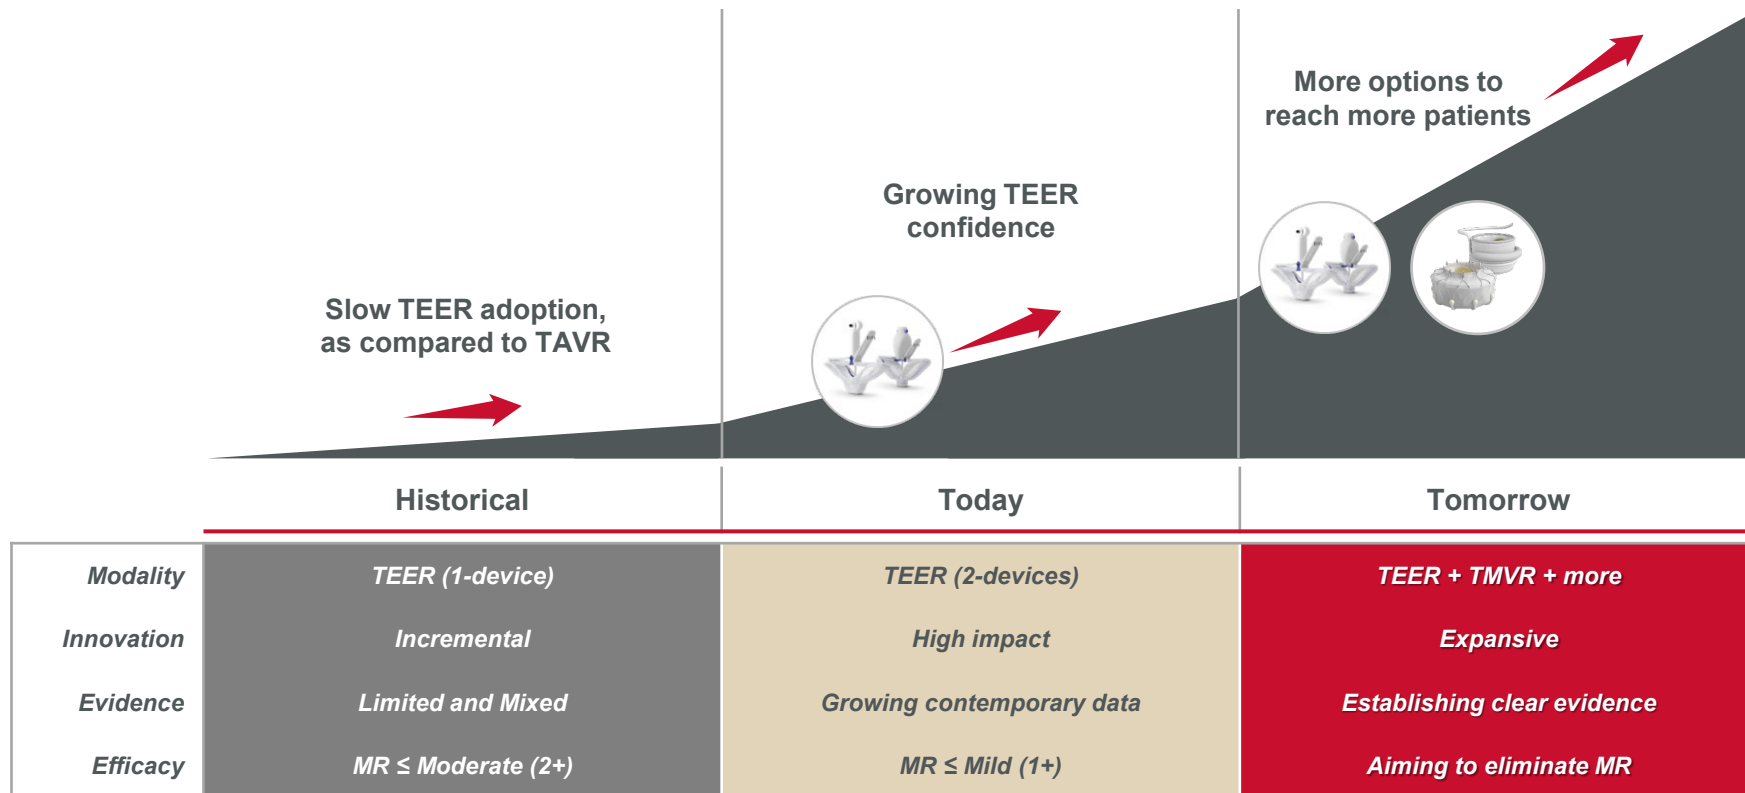 More options to
reach more patients
Growing TEER
confidence
Slow TEER adoption,
as compared to TAVR
Historical
Today
Tomorrow
Modality
TEER (1-device)
TEER (2-devices)
TEER + TMVR + more
Innovation
Incremental
High impact
Expansive
Evidence
Limited and Mixed
Growing contemporary data
Establishing clear evidence
Efficacy
MR ≤ Moderate (2+)
MR ≤ Mild (1+)
Aiming to eliminate MR